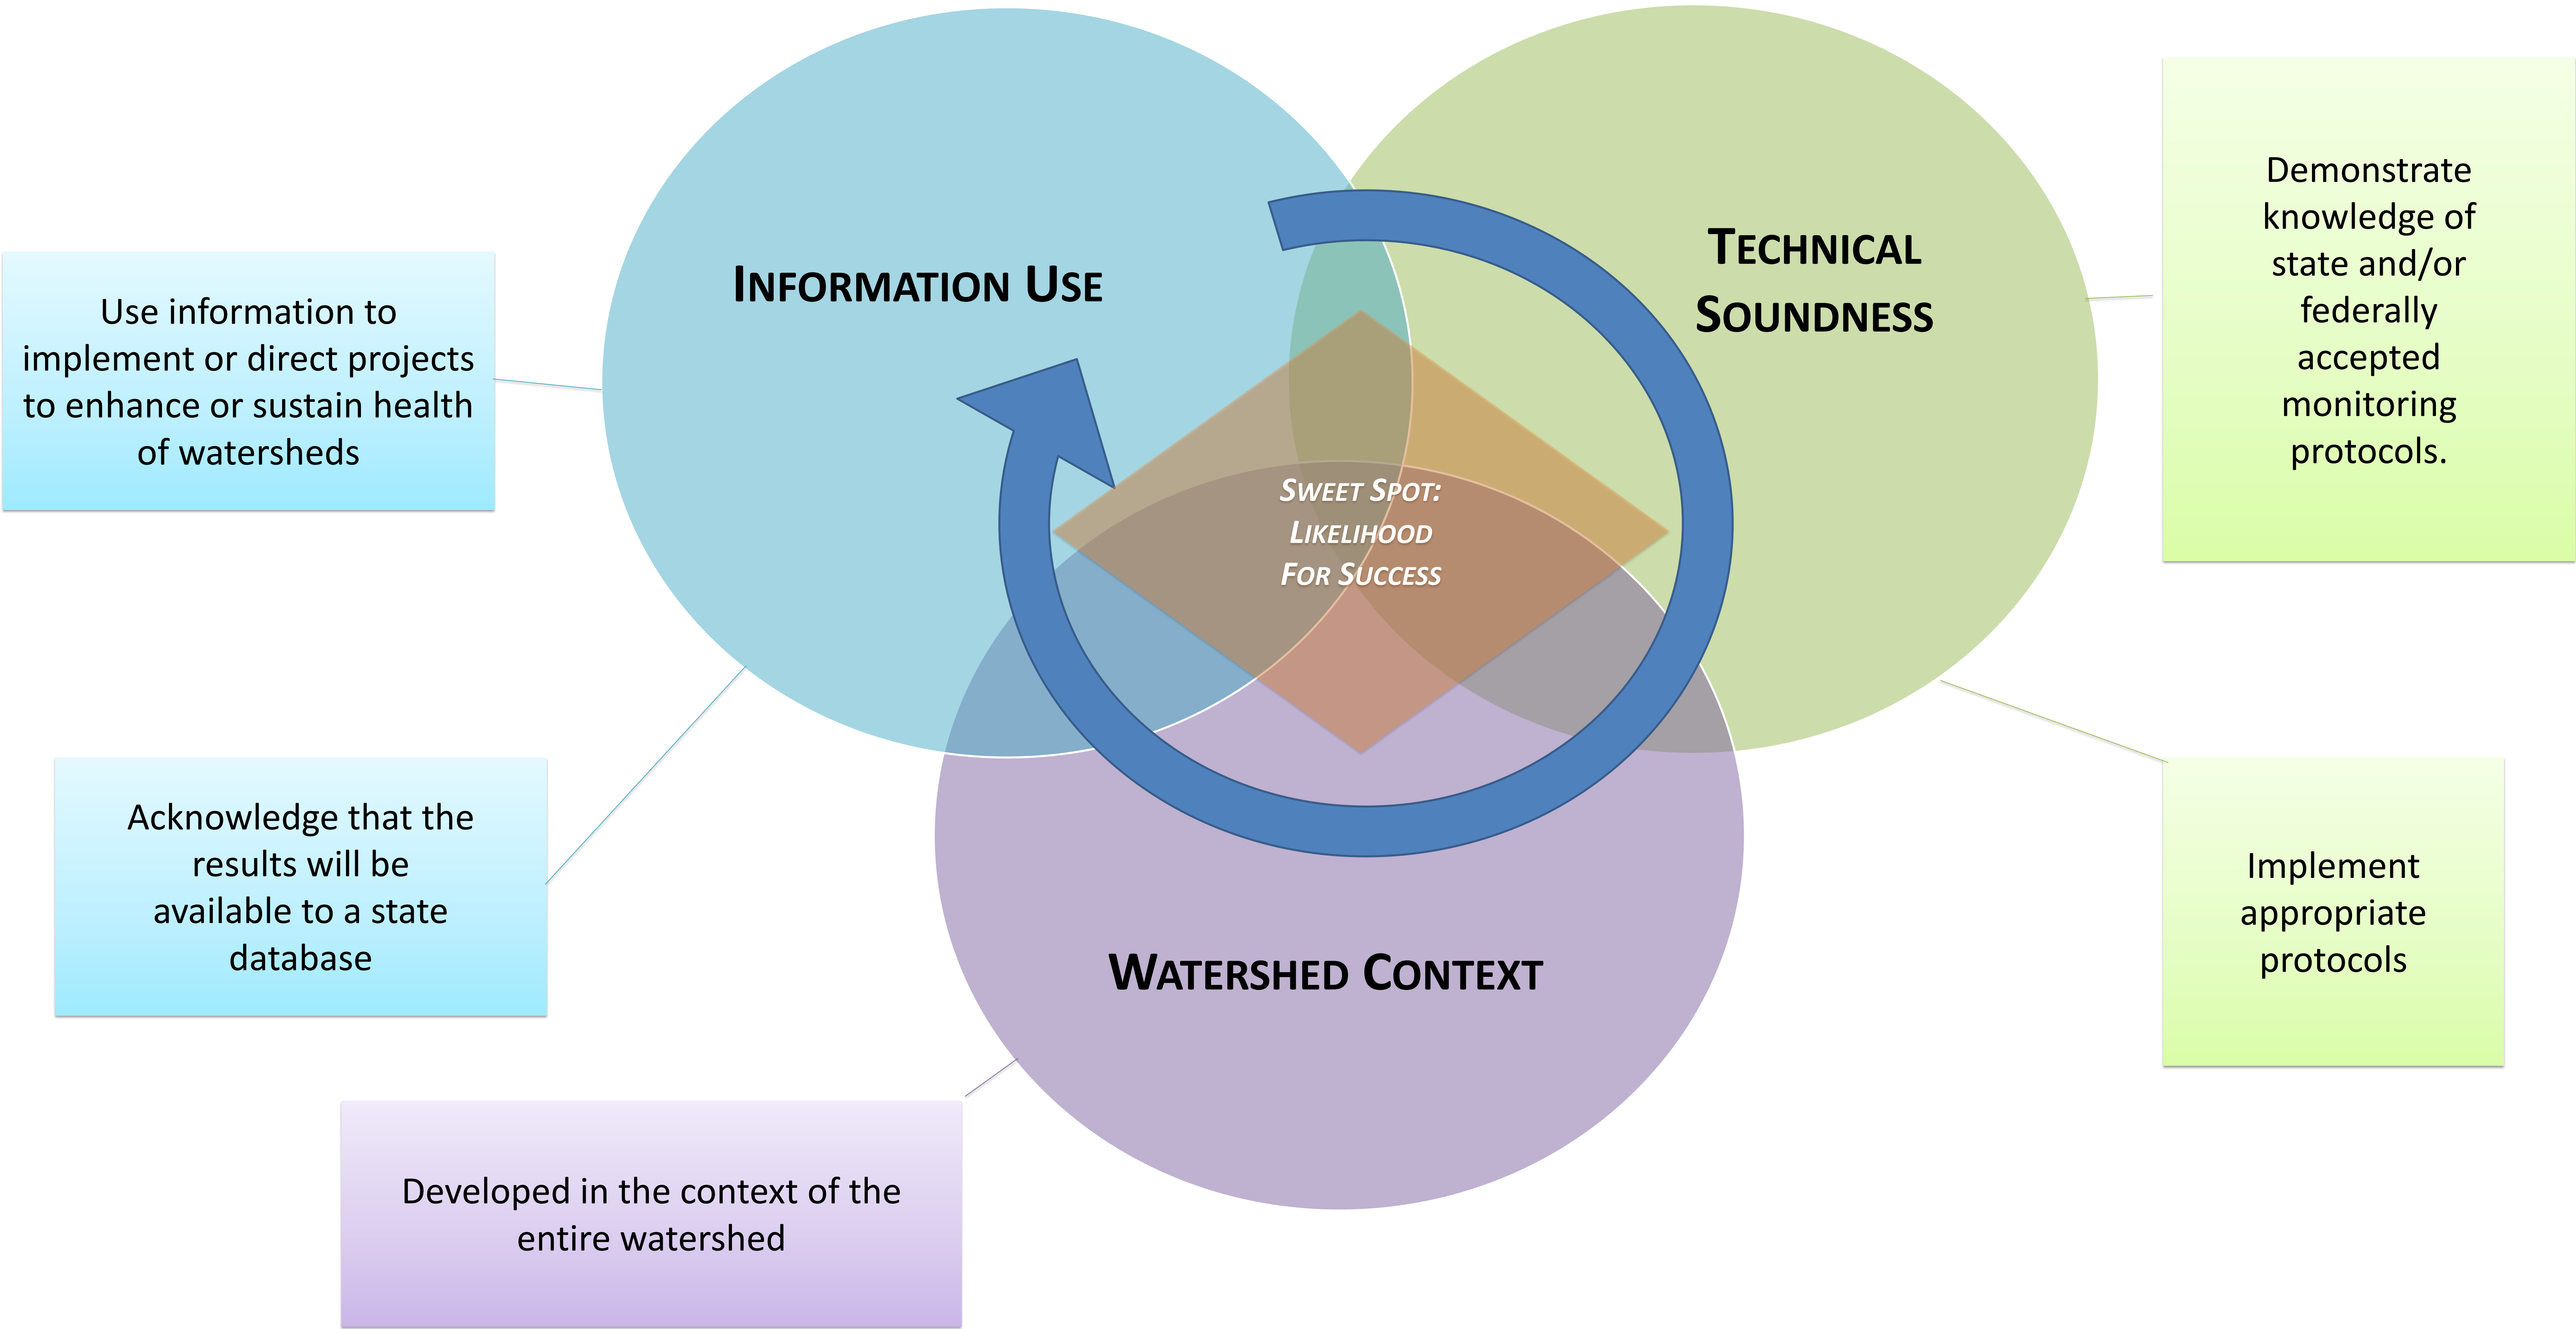 INFORMATION USE
TECHNICAL
SOUNDNESS
Use information to
implement or direct projects
to enhance or sustain health
of watersheds
Demonstrate
knowledge of
state and/or
federally
accepted
monitoring
protocols.
SWEET SPOT:
LIKELIHOOD
FOR SUCCESS
Acknowledge that the
results will be
available to a state
database
Implement
appropriate
protocols
WATERSHED CONTEXT
Developed in the context of the
entire watershed